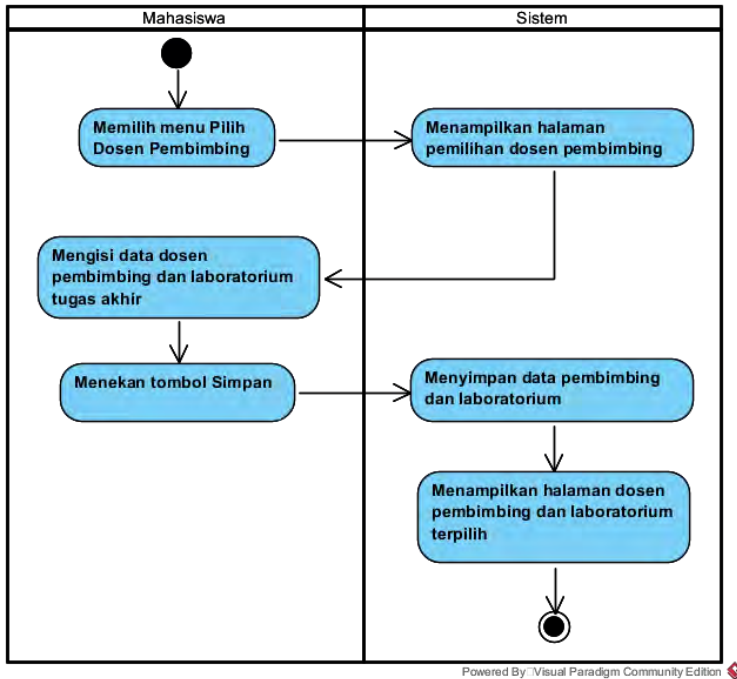 Mahasiswa
Sistem
Memilih menu Pilih
Dosen Pembimbing
Menampilkan halaman
pemilihan dosen pembimbing
Mengisi data dosen
pembimbing dan laboratorium
tugas akhir
Menekan tombol Simpan
Menyimpan data pembimbing
dan laboratorium
Menampilkan halaman dosen
pembimbing dan laboratorium
terpilih
Powered By Visual Paradigm Community Edition